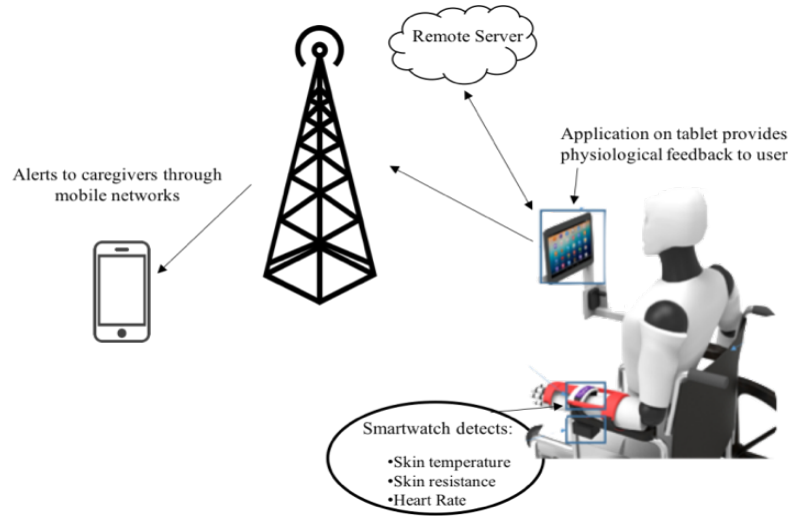 Remote Server
Application on tablet provides
physiological feedback to user
Alerts to caregivers through
mobile networks
Smartwatch detects:
•Skin temperature
•Skin resistance
•Heart Rate